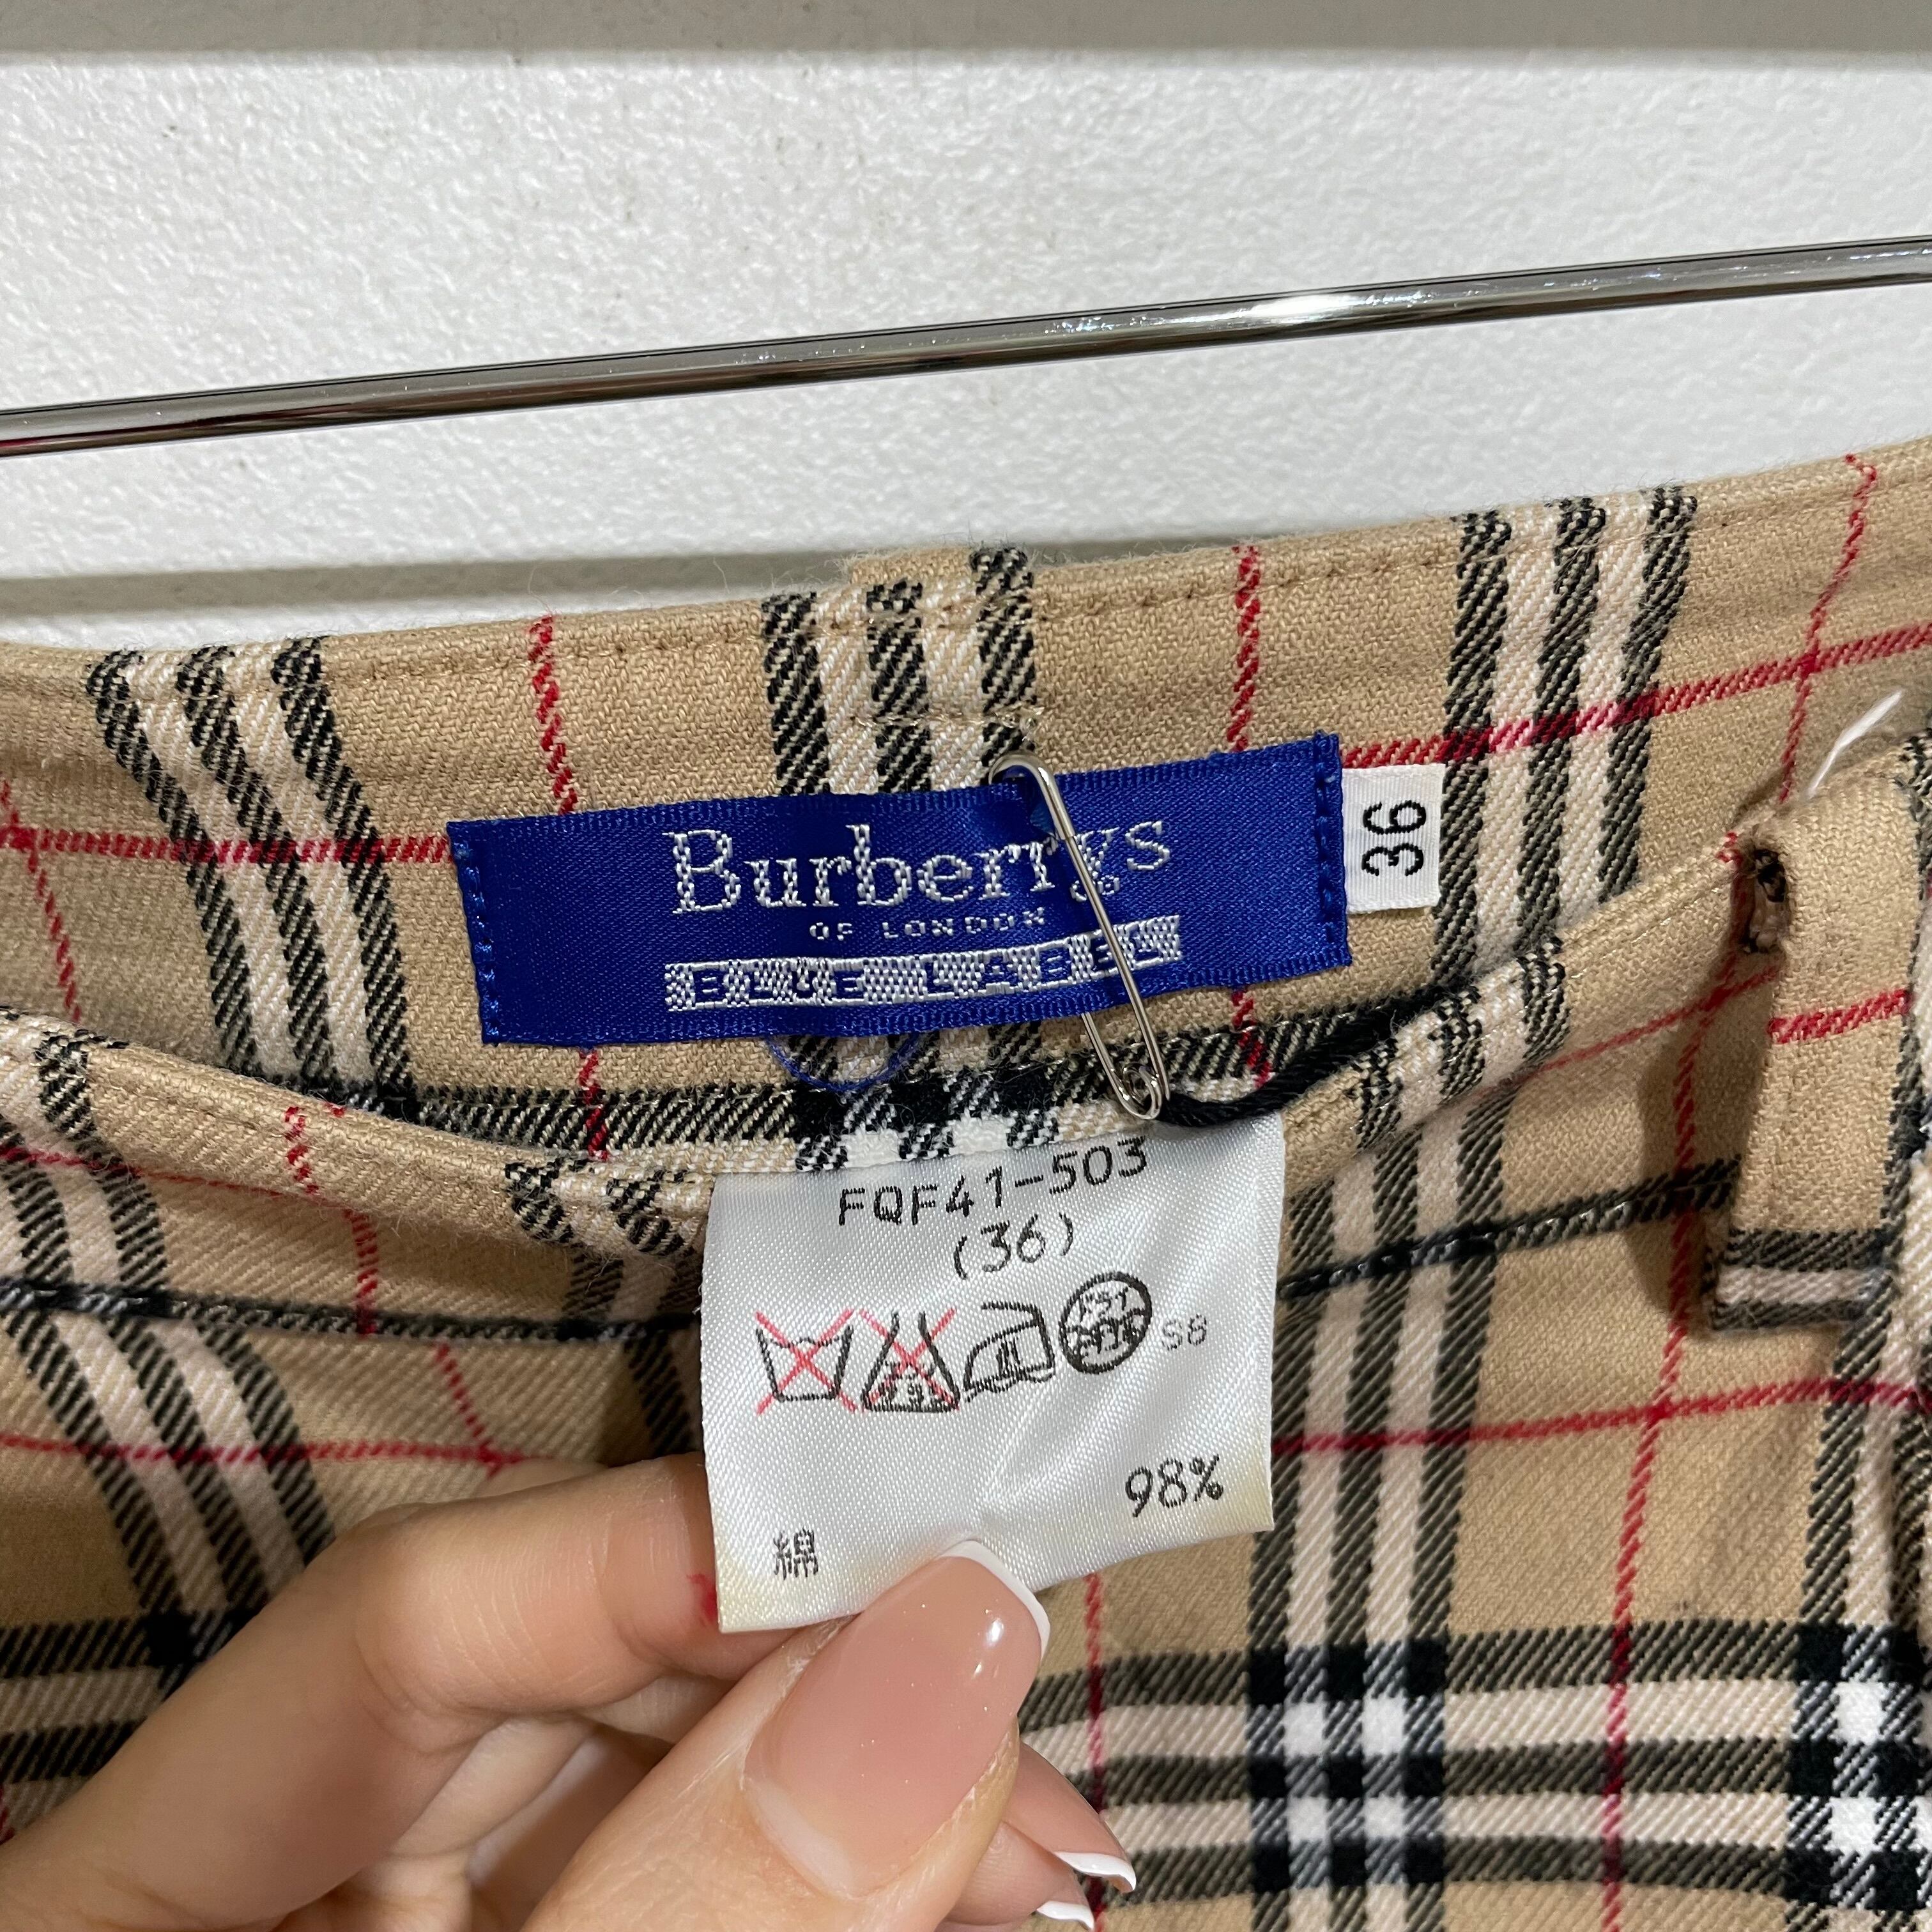 Burberrys
OF LONDON
BLUE LABEL
36
FQF41-503
(36)
S8
98%
綿